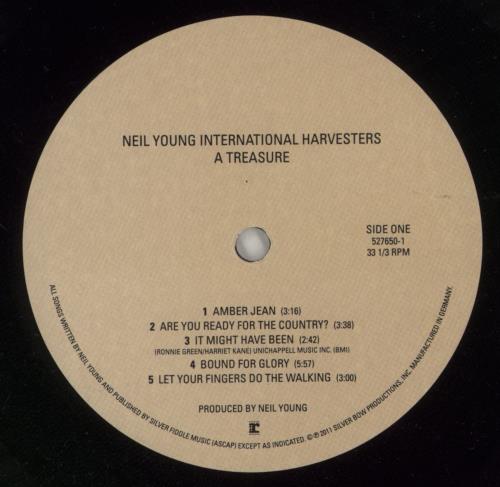 NEIL YOUNG INTERNATIONAL HARVESTERS
A TREASURE
SIDE ONE
527650-1
33 1/3 RPM
1 AMBER JEAN (3:16)
2 ARE YOU READY FOR THE COUNTRY? (3:38)
3 IT MIGHT HAVE BEEN (2:42)
(RONNIE GREEN/HARRIET KANE) UNICHAPPELL MUSIC INC. (BMI)
4 BOUND FOR GLORY (5:57)
5 LET YOUR FINGERS DO THE WALKING (3:00)
PRODUCED BY NEIL YOUNG
ALL SONGS WRITTEN BY NEIL YOUNG AND PUBLISHED BY SILVER FIDDLE MUSIC (ASCAP) EXCEPT AS INDICATED. ©℗ 2011 SILVER BOW PRODUCTIONS, INC. MANUFACTURED IN GERMANY.